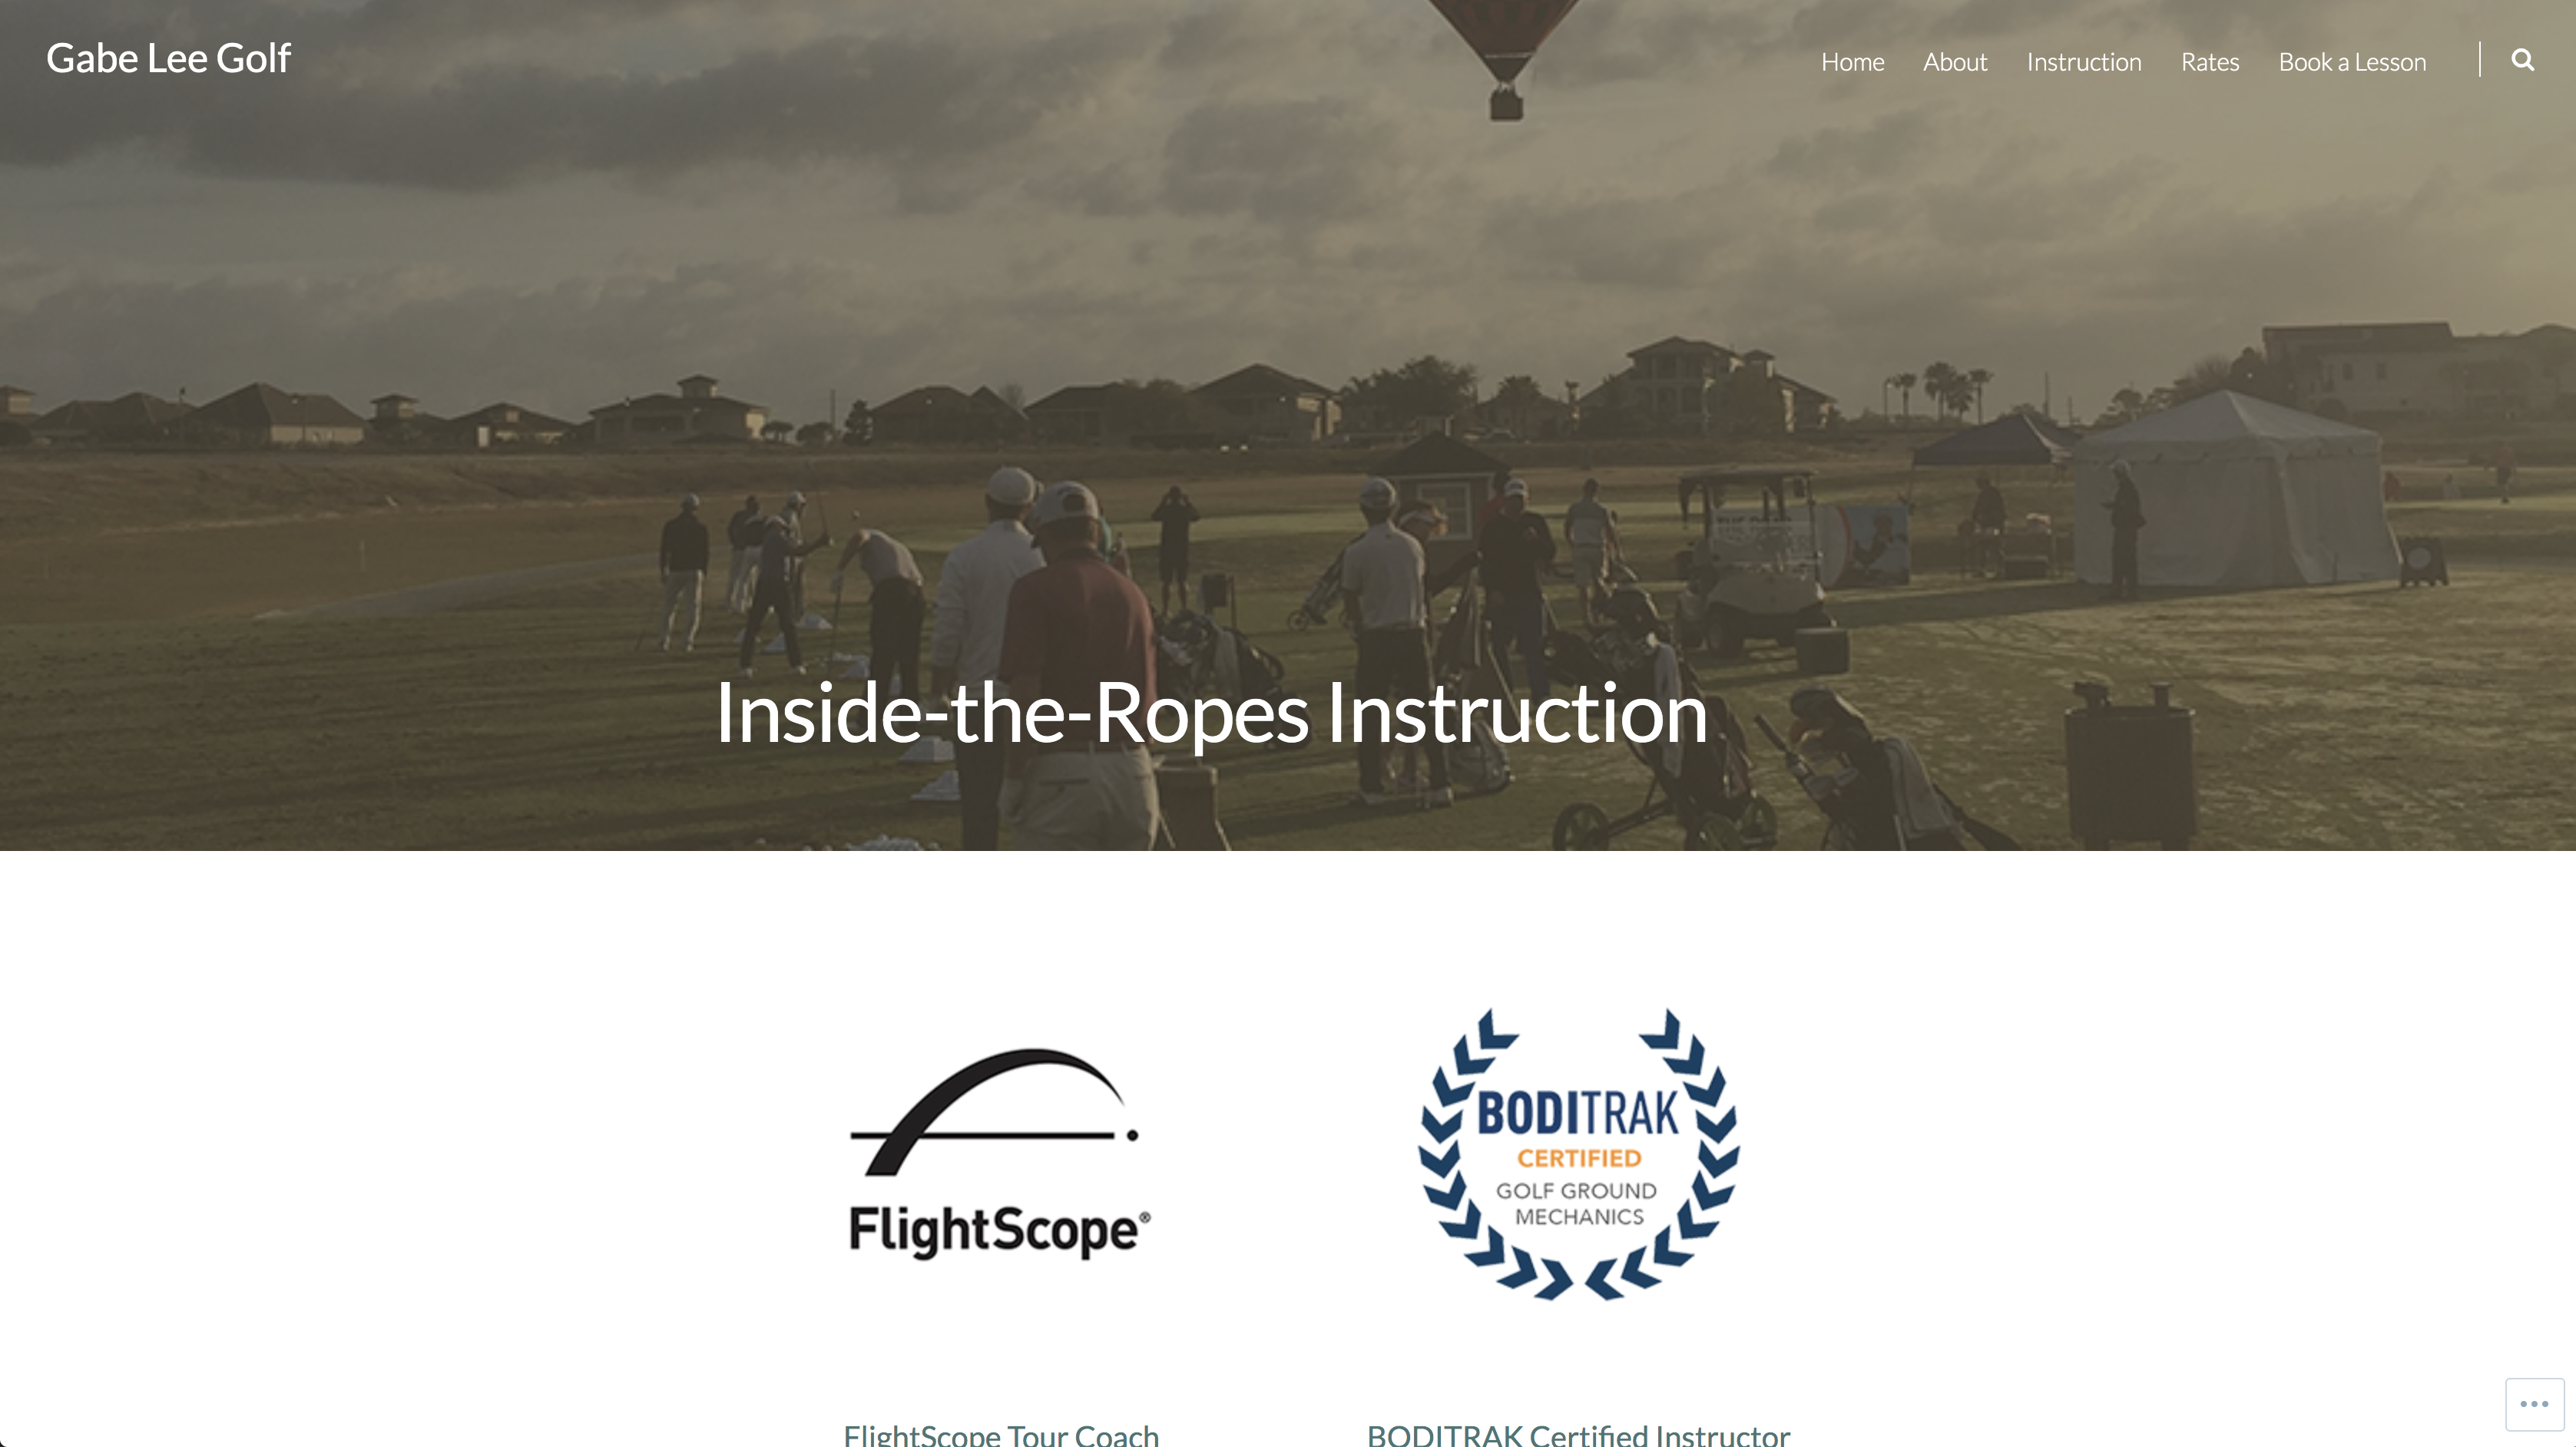 Gabe Lee Golf
Home About Instruction Rates Book a Lesson
Inside-the-Ropes Instruction
FlightScope®
BODITRAK
CERTIFIED
GOLF GROUND
MECHANICS
FlightScope Tour Coach
BODITRAK Certified Instructor